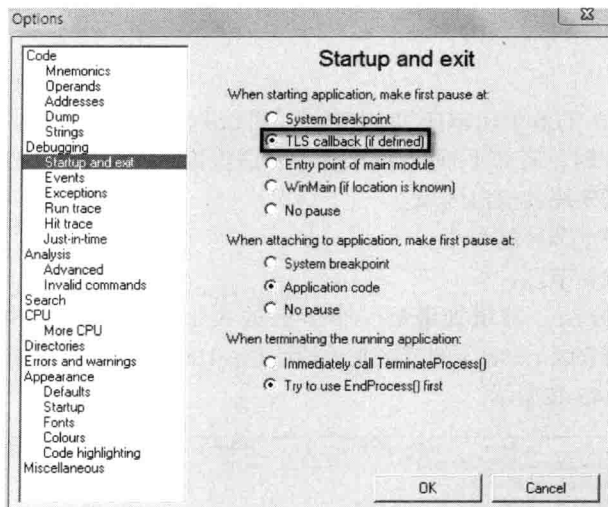 Options
Code
Mnemonics
Operands
Addresses
Dump
Strings
Debugging
Startup and exit
Events
Exceptions
Run trace
Hit trace
Just-in-time
Analysis
Advanced
Invalid commands
Search
CPU
More CPU
Directories
Errors and warnings
Appearance
Defaults
Startup
Fonts
Colours
Code highlighting
Miscellaneous
Startup and exit
When starting application, make first pause at:
System breakpoint
TLS callback (if defined)
Entry point of main module
WinMain (if location is known)
No pause
When attaching to application, make first pause at:
System breakpoint
Application code
No pause
When terminating the running application:
Immediately call TerminateProcess()
Try to use EndProcess() first
OK
Cancel